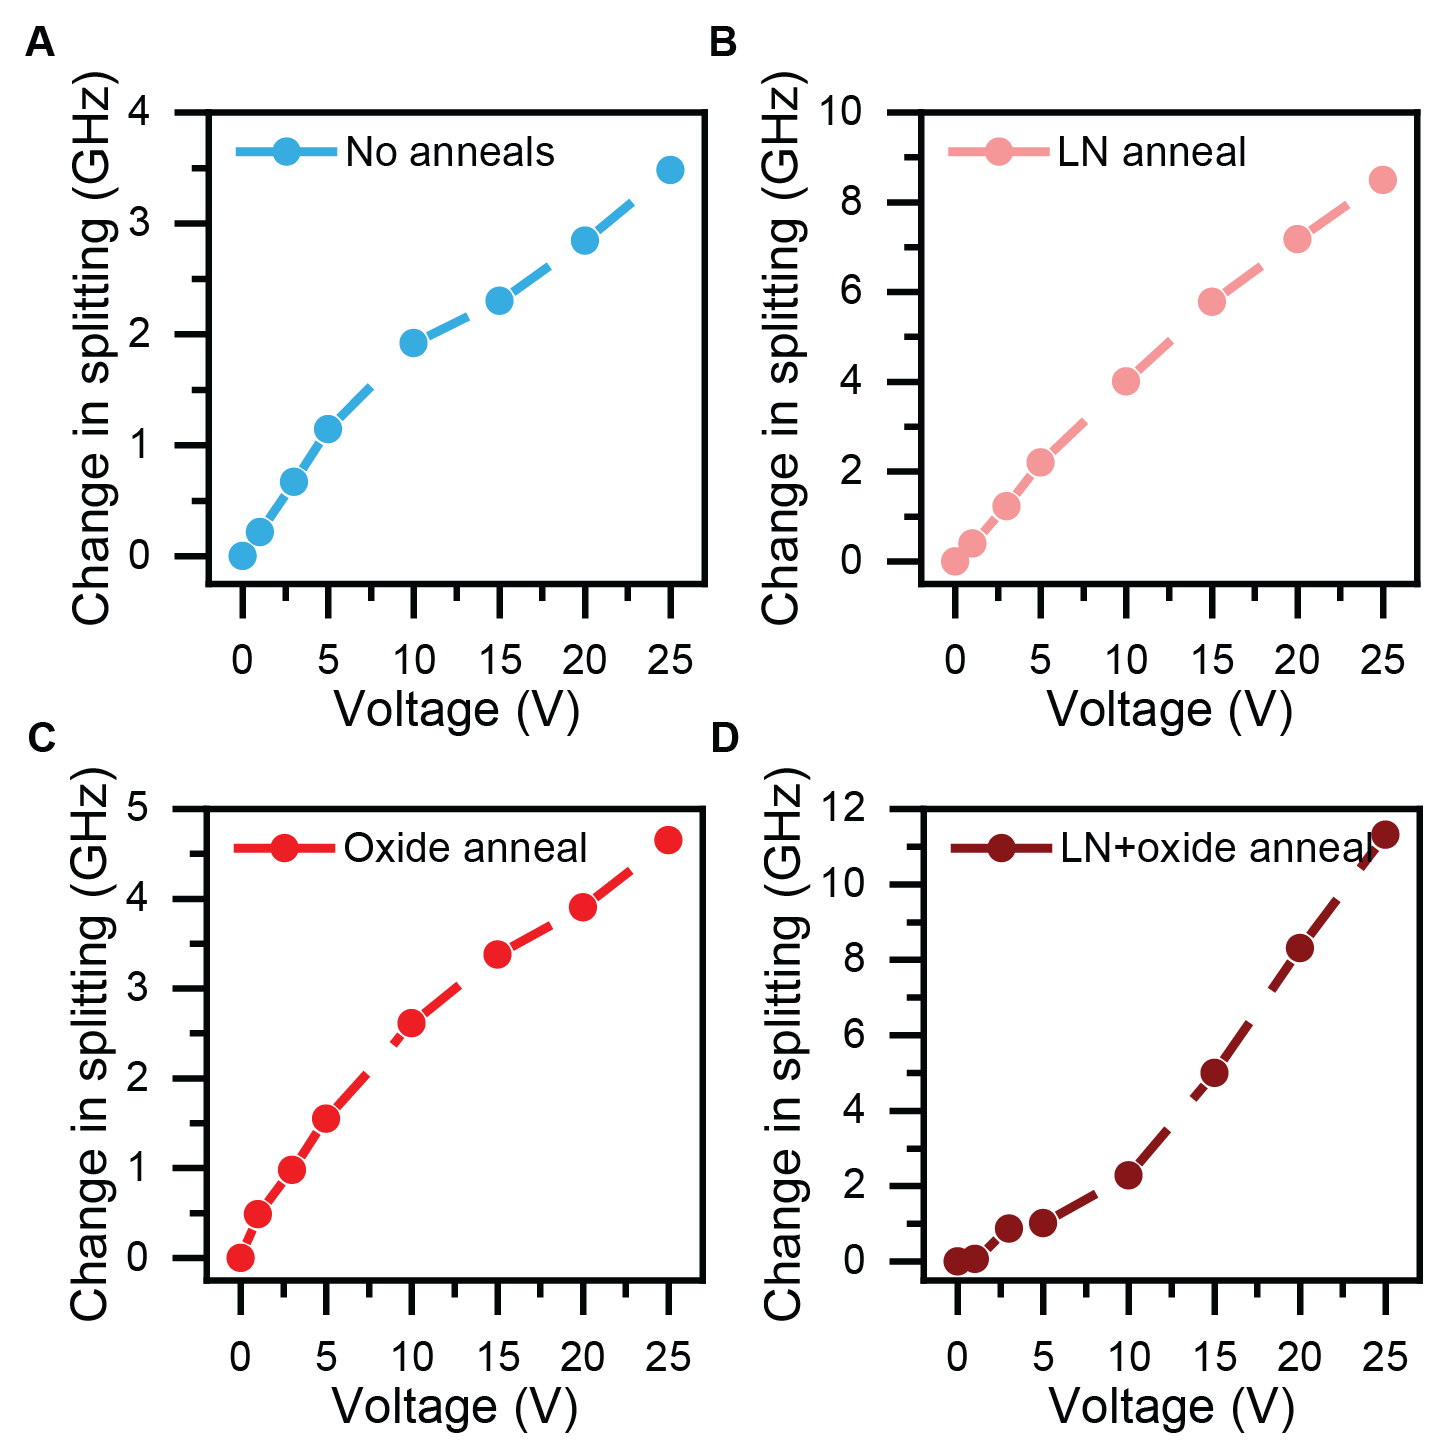 A
Change in splitting (GHz)
4
3
2
1
0
No anneals
0 5 10 15 20 25
Voltage (V)
B
Change in splitting (GHz)
10
8
6
4
2
0
LN anneal
0 5 10 15 20 25
Voltage (V)
C
Change in splitting (GHz)
5
4
3
2
1
0
Oxide anneal
0 5 10 15 20 25
Voltage (V)
D
Change in splitting (GHz)
12
10
8
6
4
2
0
LN+oxide anneal
0 5 10 15 20 25
Voltage (V)